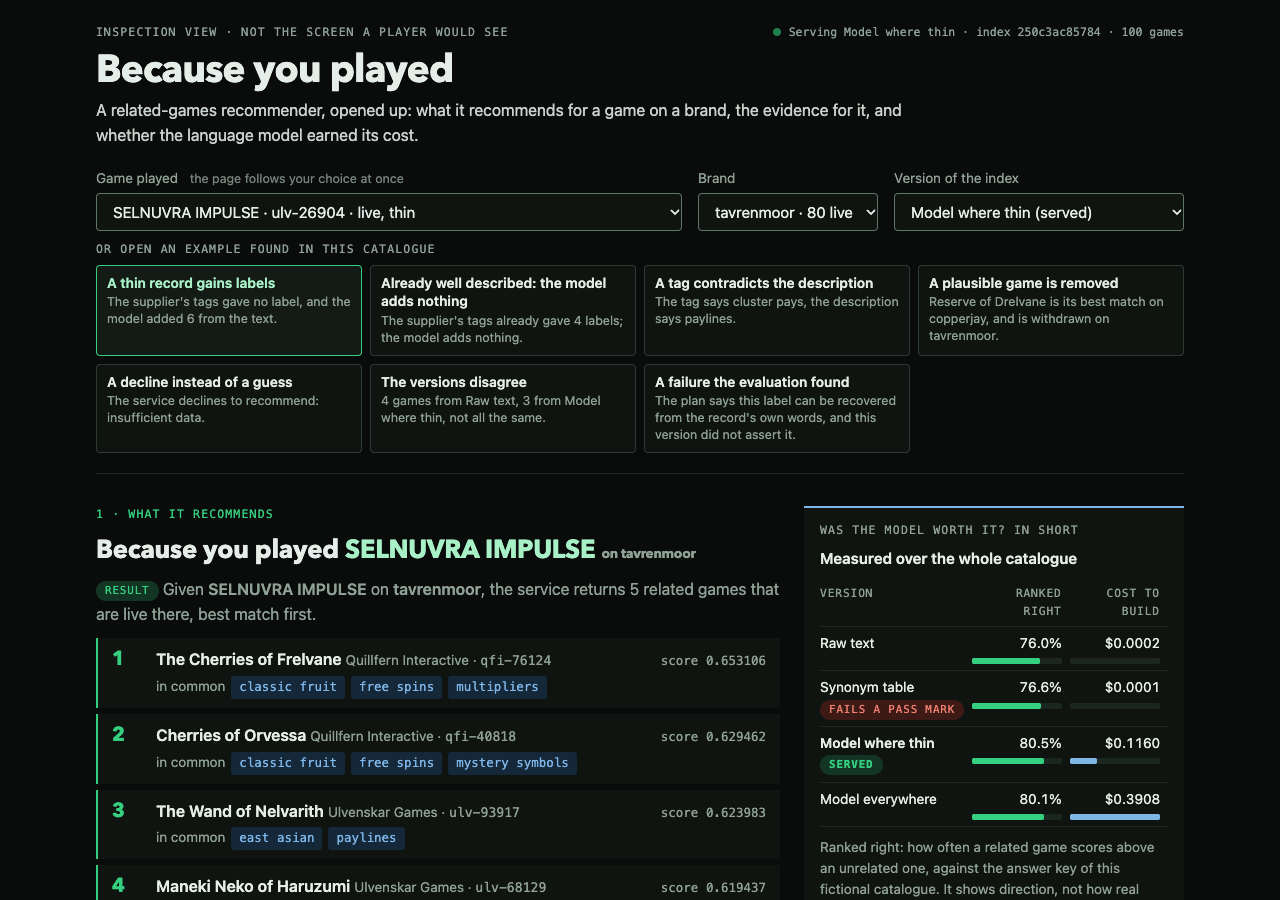 INSPECTION VIEW · NOT THE SCREEN A PLAYER WOULD SEE
Serving Model where thin · index 250c3ac85784 · 100 games
Because you played
A related-games recommender, opened up: what it recommends for a game on a brand, the evidence for it, and
whether the language model earned its cost.
Game played the page follows your choice at once
Brand
Version of the index
SELNUVRA IMPULSE · ulv-26904 · live, thin
tavrenmoor · 80 live
Model where thin (served)
OR OPEN AN EXAMPLE FOUND IN THIS CATALOGUE
A thin record gains labels
The supplier's tags gave no label, and the
model added 6 from the text.
Already well described: the model
adds nothing
The supplier's tags already gave 4 labels;
the model adds nothing.
A tag contradicts the description
The tag says cluster pays, the description
says paylines.
A plausible game is removed
Reserve of Drelvane is its best match on
copperjay, and is withdrawn on
tavrenmoor.
A decline instead of a guess
The service declines to recommend:
insufficient data.
The versions disagree
4 games from Raw text, 3 from Model
where thin, not all the same.
A failure the evaluation found
The plan says this label can be recovered
from the record's own words, and this
version did not assert it.
1 · WHAT IT RECOMMENDS
Because you played SELNUVRA IMPULSE on tavrenmoor
RESULT Given SELNUVRA IMPULSE on tavrenmoor, the service returns 5 related games that
are live there, best match first.
1 The Cherries of Frelvane Quillfern Interactive · qfi-76124 score 0.653106
in common classic fruit free spins multipliers
2 Cherries of Orvessa Quillfern Interactive · qfi-40818 score 0.629462
in common classic fruit free spins mystery symbols
3 The Wand of Nelvarith Ulvenskar Games · ulv-93917 score 0.623983
in common east asian paylines
4 Maneki Neko of Haruzumi Ulvenskar Games · ulv-68129 score 0.619437
WAS THE MODEL WORTH IT? IN SHORT
Measured over the whole catalogue
VERSION RANKED RIGHT COST TO BUILD
Raw text 76.0% $0.0002
Synonym table 76.6% $0.0001
FAILS A PASS MARK
Model where thin 80.5% $0.1160
SERVED
Model everywhere 80.1% $0.3908
Ranked right: how often a related game scores above
an unrelated one, against the answer key of this
fictional catalogue. It shows direction, not how real